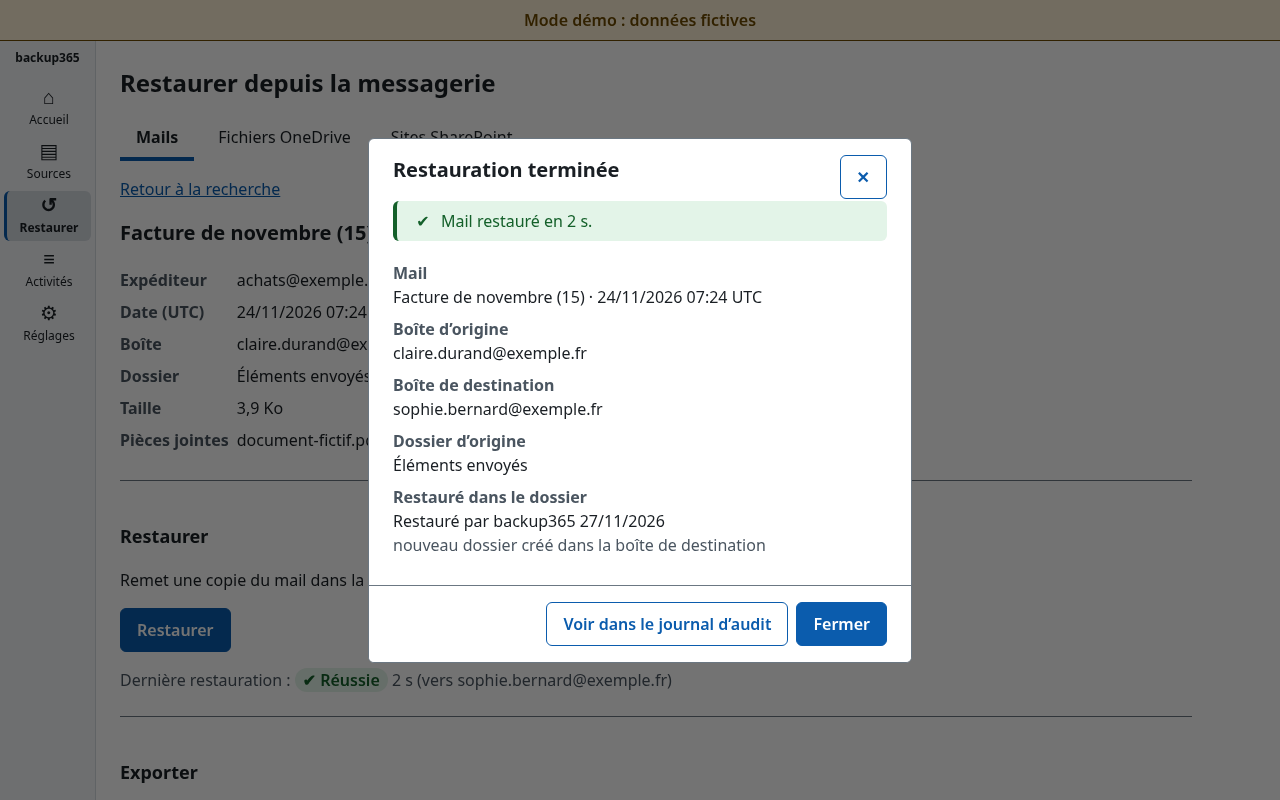 Mode démo : données fictives
backup365
Accueil
Sources
Restaurer
Activités
Réglages
Restaurer depuis la messagerie
Mails
Fichiers OneDrive
Sites SharePoint
Retour à la recherche
Facture de novembre (15)
Expéditeur achats@exemple.
Date (UTC) 24/11/2026 07:24
Boîte claire.durand@ex
Dossier Éléments envoyés
Taille 3,9 Ko
Pièces jointes document-fictif.p
Restaurer
Remet une copie du mail dans la
Restaurer
Dernière restauration : ✔ Réussie 2 s (vers sophie.bernard@exemple.fr)
Exporter
Restauration terminée
×
✔ Mail restauré en 2 s.
Mail
Facture de novembre (15) · 24/11/2026 07:24 UTC
Boîte d’origine
claire.durand@exemple.fr
Boîte de destination
sophie.bernard@exemple.fr
Dossier d’origine
Éléments envoyés
Restauré dans le dossier
Restauré par backup365 27/11/2026
nouveau dossier créé dans la boîte de destination
Voir dans le journal d’audit
Fermer